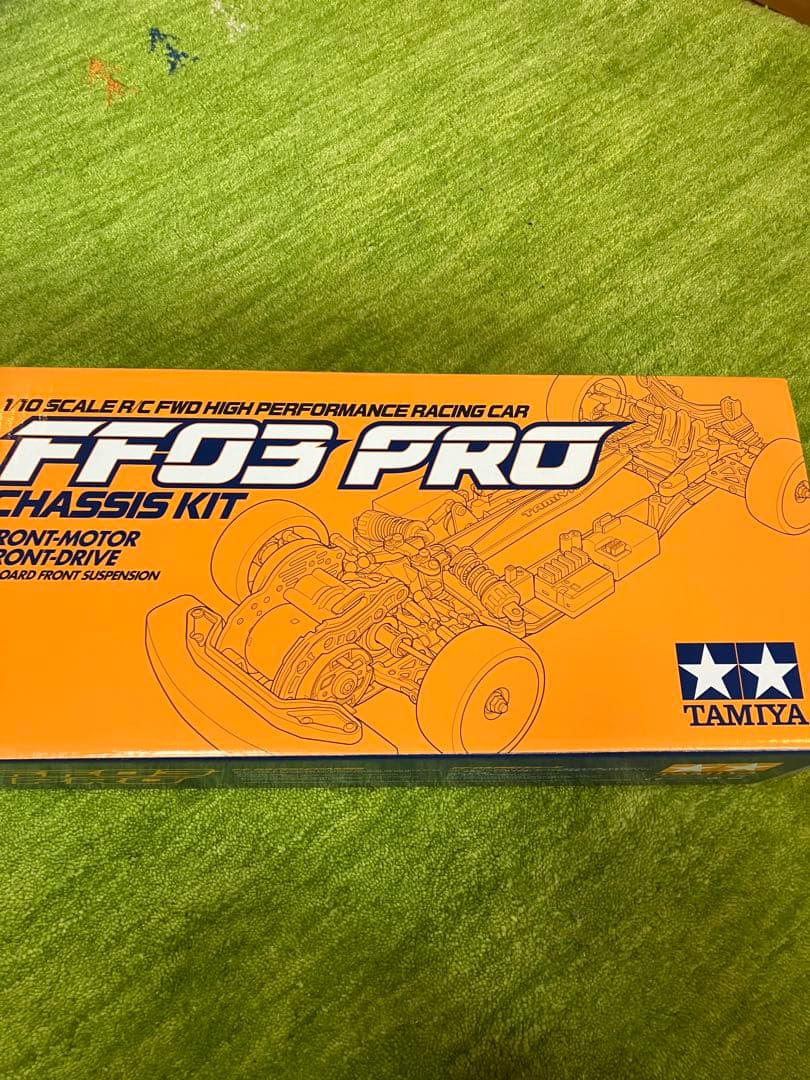 1/10 SCALE R/C FWD HIGH PERFORMANCE RACING CAR
FF03 PRO
CHASSIS KIT
RONT-MOTOR
RONT-DRIVE
OARD FRONT SUSPENSION
TAMIYA
TAMIYA